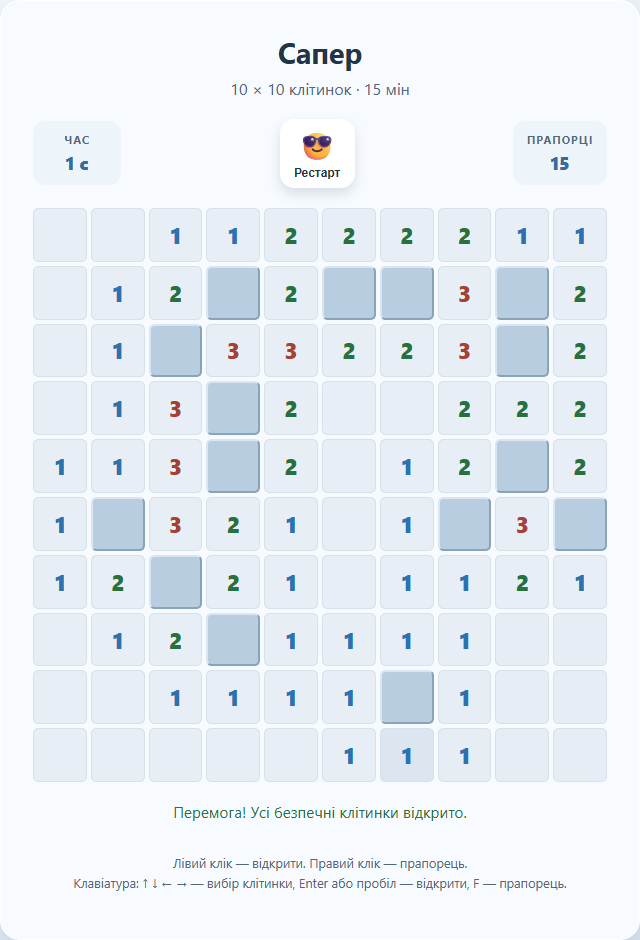 Сапер
10 × 10 клітинок · 15 мін
ЧАС
1 с
Рестарт
ПРАПОРЦІ
15
1 1 2 2 2 2 1 1
1 2 2 3 2
1 3 3 2 2 3 2
1 3 2 2 2 2
1 1 3 2 1 2 2
1 3 2 1 1 3
1 2 2 1 1 1 2 1
1 2 1 1 1 1
1 1 1 1 1
1 1 1
Перемога! Усі безпечні клітинки відкрито.
Лівий клік — відкрити. Правий клік — прапорець.
Клавіатура: ↑ ↓ ← → — вибір клітинки, Enter або пробіл — відкрити, F — прапорець.